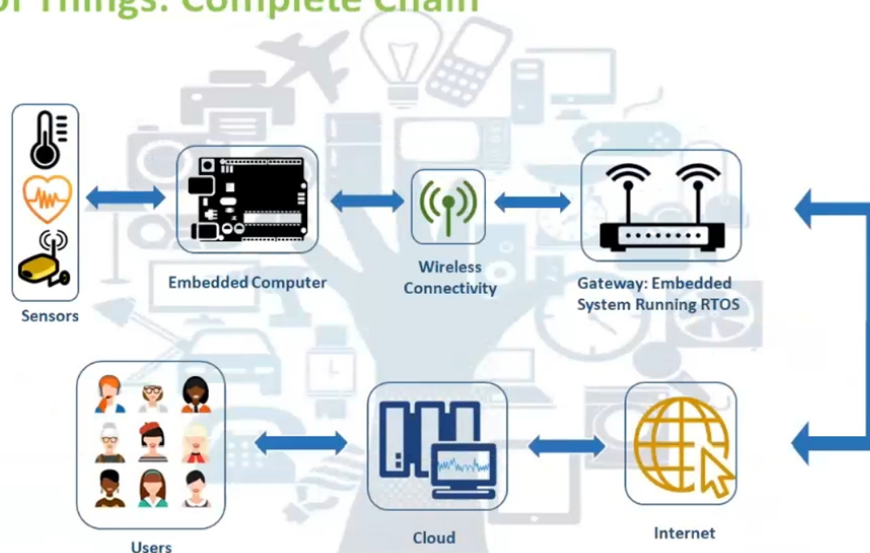 of Things: Complete Chain
Sensors
Embedded Computer
Wireless
Connectivity
Gateway: Embedded
System Running RTOS
Users
Cloud
Internet